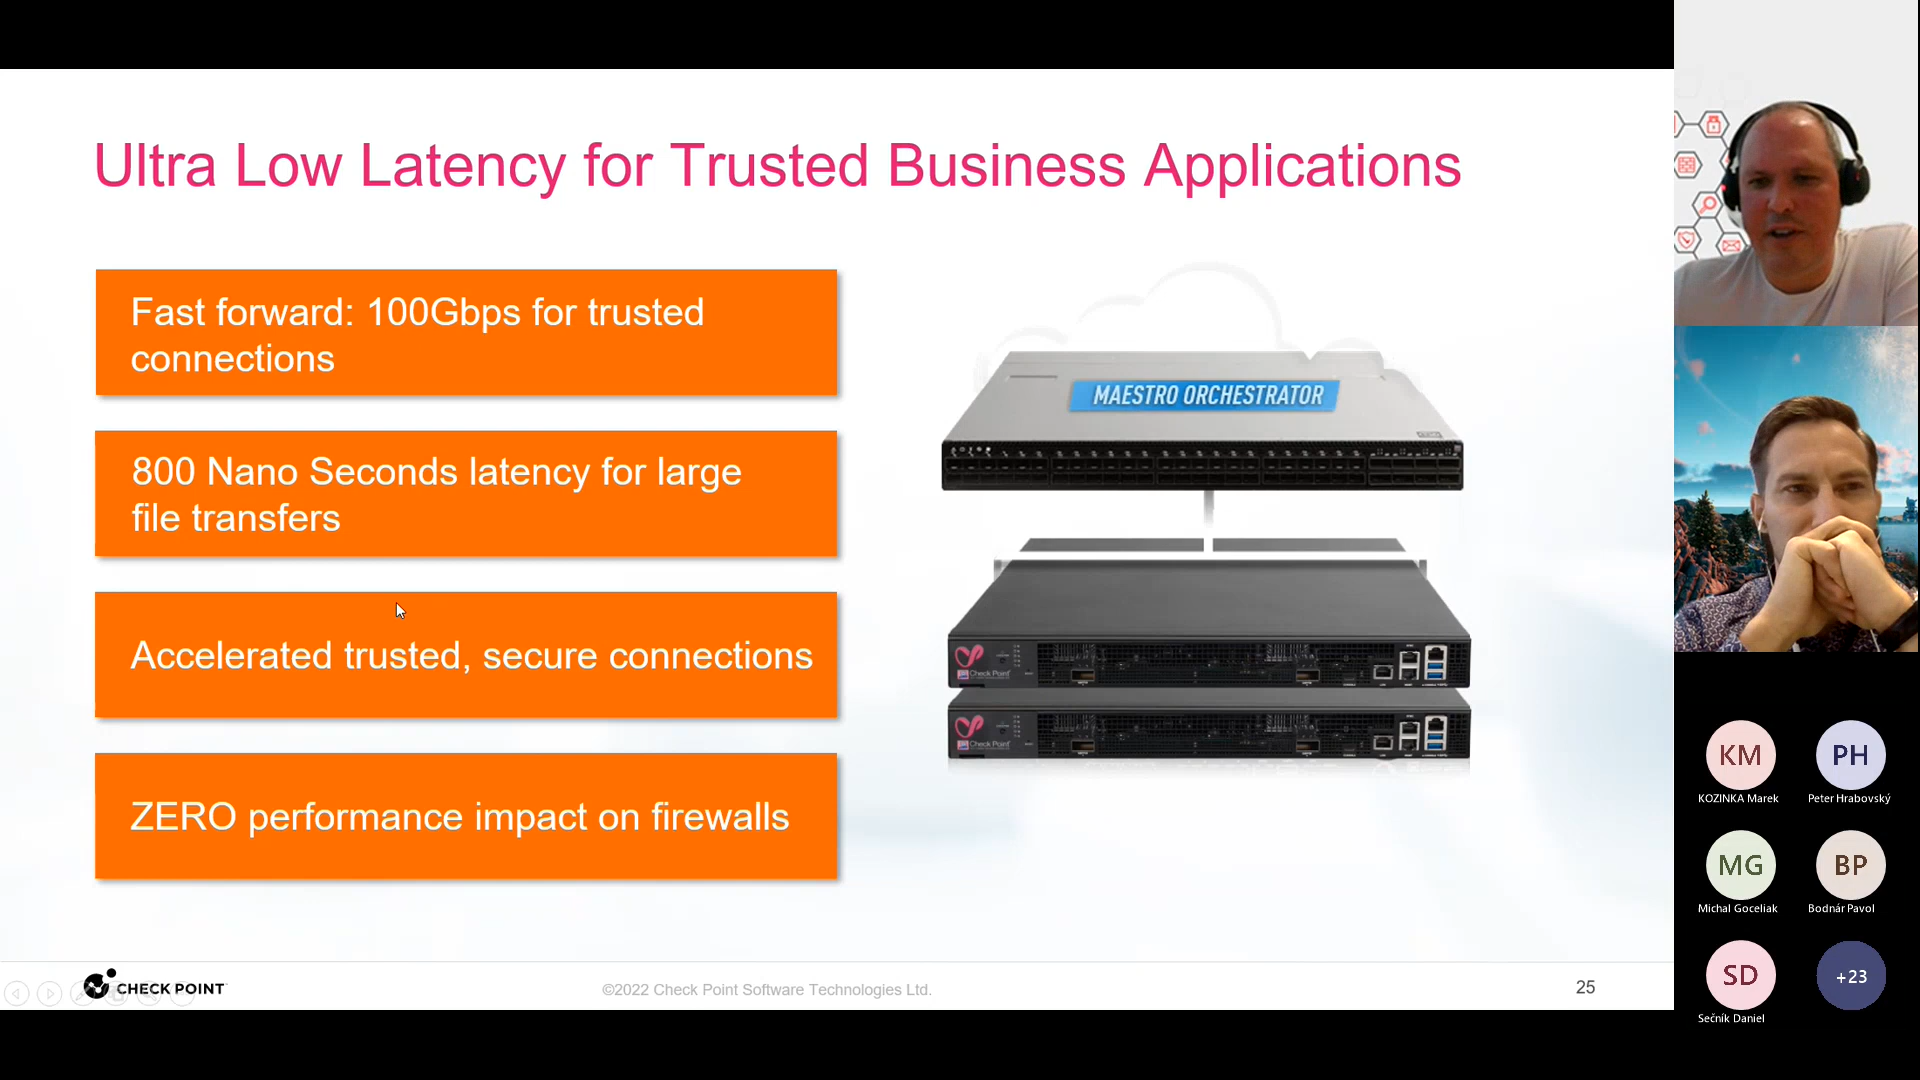 Ultra Low Latency for Trusted Business Applications
Fast forward: 100Gbps for trusted
connections
800 Nano Seconds latency for large
file transfers
Accelerated trusted, secure connections
ZERO performance impact on firewalls
MAESTRO ORCHESTRATOR
Check Point
Check Point
CHECK POINT
©2022 Check Point Software Technologies Ltd.
25
KM
KOZINKA Marek
PH
Peter Hrabovský
MG
Michal Goceliak
BP
Bodnár Pavol
SD
Sečník Daniel
+23